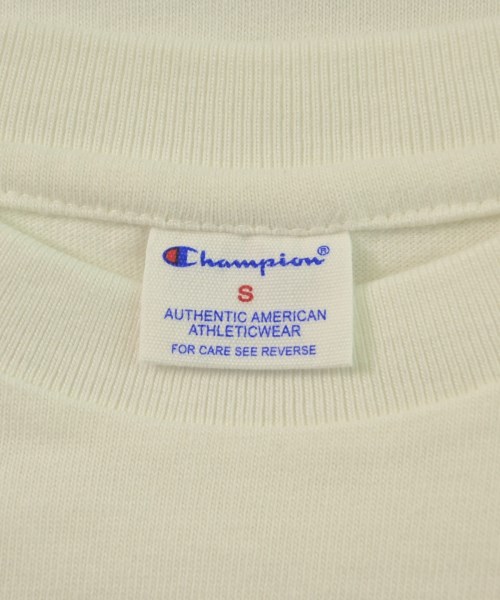 Champion®
S
AUTHENTIC AMERICAN
ATHLETICWEAR
FOR CARE SEE REVERSE